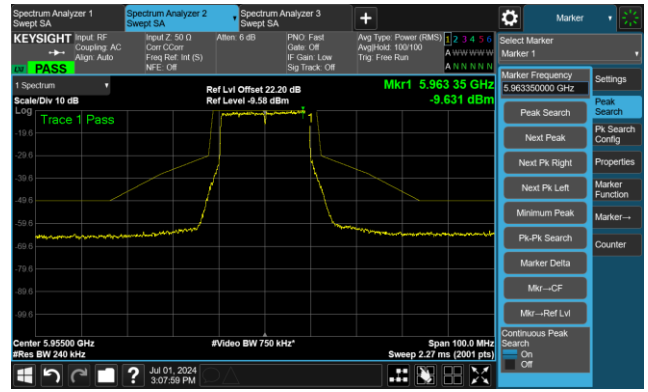 Spectrum Analyzer 1
Swept SA
Spectrum Analyzer 2
Swept SA
Spectrum Analyzer 3
Swept SA
+
Marker
KEYSIGHT
Input: RF
Coupling: AC
Align: Auto
Input Z: 50 Ω
Corr CCorr
Freq Ref: Int (S)
NFE: Off
Atten: 6 dB
PNO: Fast
Gate: Off
IF Gain: Low
Sig Track: Off
Avg Type: Power (RMS)
Avg|Hold: 100/100
Trig: Free Run
1 2 3 4 5 6
A W W W W W
A N N N N N
PASS
Select Marker
Marker 1
1 Spectrum
Scale/Div 10 dB
Ref Lvl Offset 22.20 dB
Ref Level -9.58 dBm
Mkr1 5.963 35 GHz
-9.631 dBm
Log
Trace 1 Pass
1
-19.6
-29.6
-39.6
-49.6
-59.6
-69.6
-79.6
-89.6
-99.6
Center 5.95500 GHz
#Res BW 240 kHz
#Video BW 750 kHz*
Span 100.0 MHz
Sweep 2.27 ms (2001 pts)
Marker Frequency
5.963350000 GHz
Peak Search
Next Peak
Next Pk Right
Next Pk Left
Minimum Peak
Pk-Pk Search
Marker Delta
Mkr→CF
Mkr→Ref Lvl
Continuous Peak
Search
On
Off
Settings
Peak
Search
Pk Search
Config
Properties
Marker
Function
Marker→
Counter
?
Jul 01, 2024
3:07:59 PM